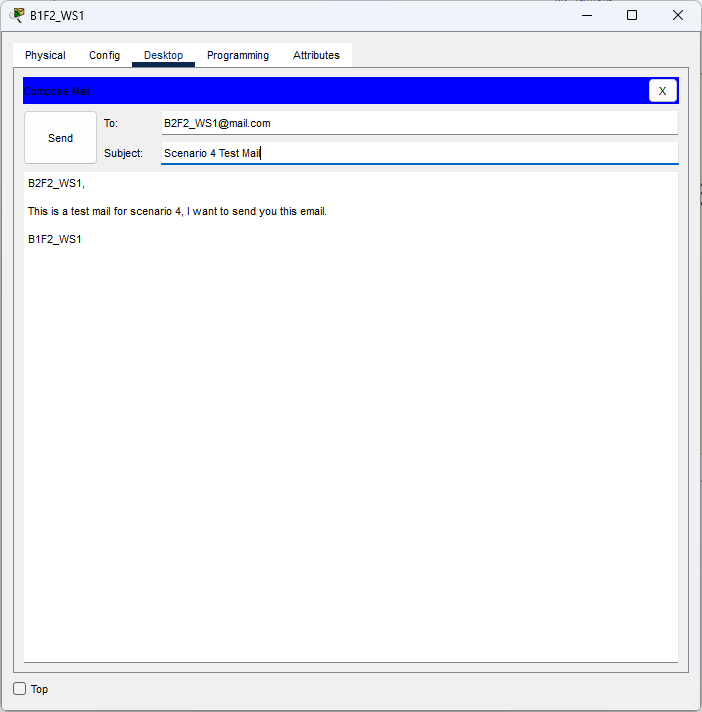 B1F2_WS1
Physical Config Desktop Programming Attributes
Compose Mail
X
Send
To: B2F2_WS1@mail.com
Subject: Scenario 4 Test Mail
B2F2_WS1,
This is a test mail for scenario 4, I want to send you this email.
B1F2_WS1
Top